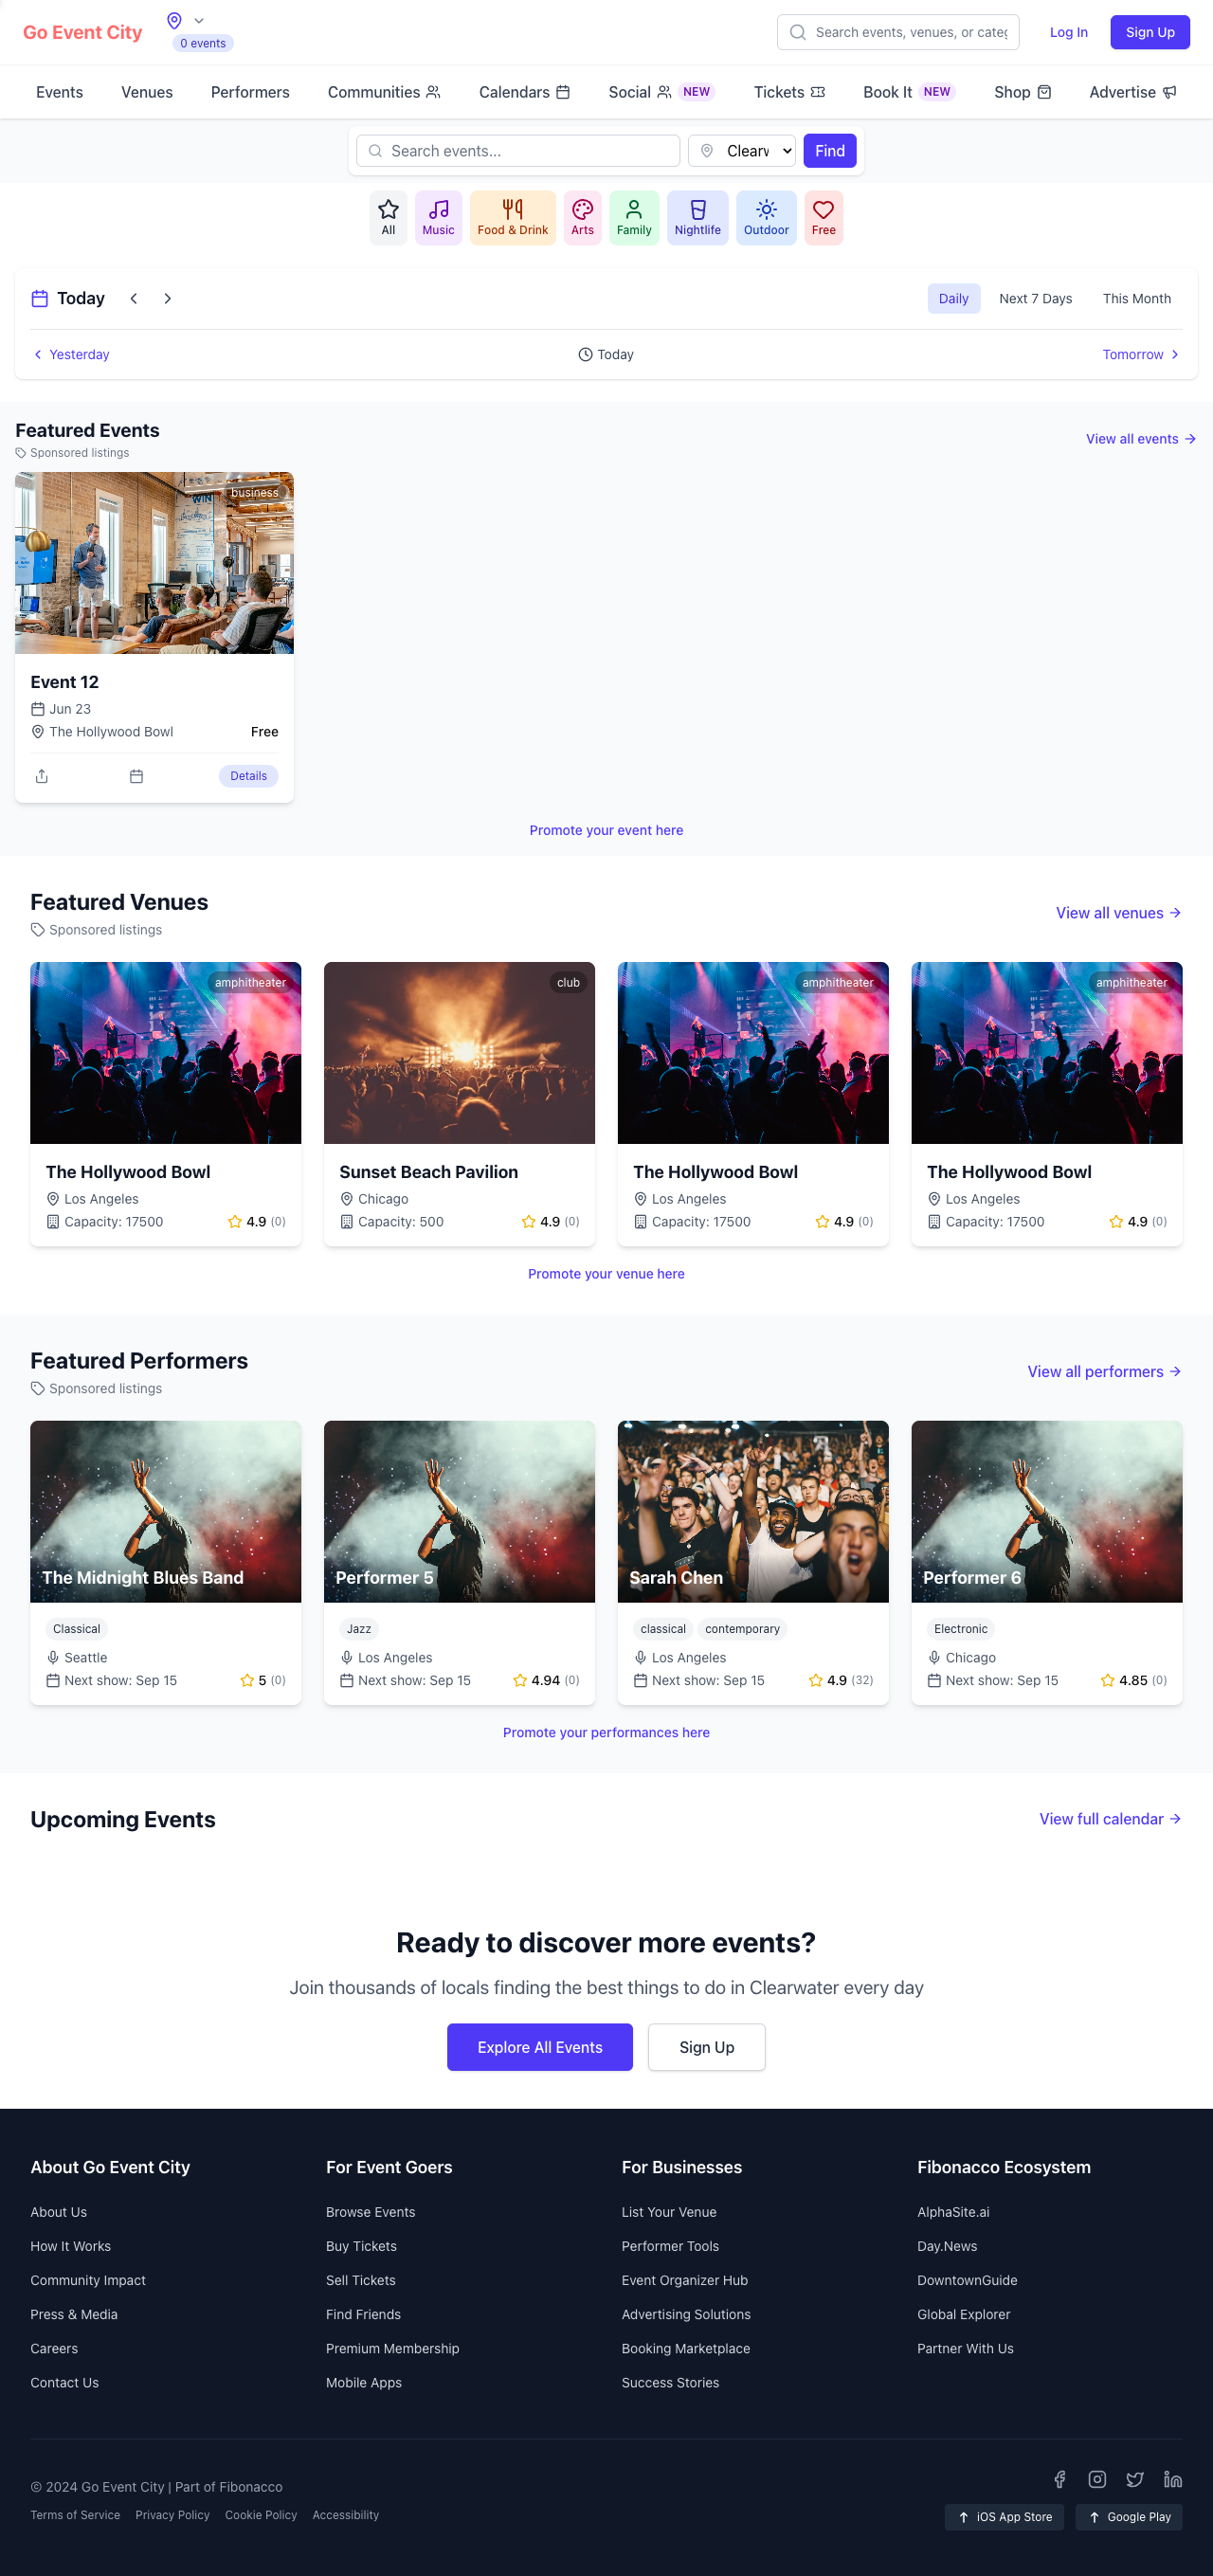 Go Event City
0 events
Search events, venues, or categ
Log In
Sign Up
Events
Venues
Performers
Communities
Calendars
Social NEW
Tickets
Book It NEW
Shop
Advertise
Search events...
Clearw
Find
All
Music
Food & Drink
Arts
Family
Nightlife
Outdoor
Free
Today
Daily
Next 7 Days
This Month
Yesterday
Today
Tomorrow
Featured Events
Sponsored listings
View all events
business
Event 12
Jun 23
The Hollywood Bowl
Free
Details
Promote your event here
Featured Venues
Sponsored listings
View all venues
amphitheater
The Hollywood Bowl
Los Angeles
Capacity: 17500
4.9 (0)
club
Sunset Beach Pavilion
Chicago
Capacity: 500
4.9 (0)
amphitheater
The Hollywood Bowl
Los Angeles
Capacity: 17500
4.9 (0)
amphitheater
The Hollywood Bowl
Los Angeles
Capacity: 17500
4.9 (0)
Promote your venue here
Featured Performers
Sponsored listings
View all performers
The Midnight Blues Band
Classical
Seattle
Next show: Sep 15
5 (0)
Performer 5
Jazz
Los Angeles
Next show: Sep 15
4.94 (0)
Sarah Chen
classical contemporary
Los Angeles
Next show: Sep 15
4.9 (32)
Performer 6
Electronic
Chicago
Next show: Sep 15
4.85 (0)
Promote your performances here
Upcoming Events
View full calendar
Ready to discover more events?
Join thousands of locals finding the best things to do in Clearwater every day
Explore All Events
Sign Up
About Go Event City
About Us
How It Works
Community Impact
Press & Media
Careers
Contact Us
For Event Goers
Browse Events
Buy Tickets
Sell Tickets
Find Friends
Premium Membership
Mobile Apps
For Businesses
List Your Venue
Performer Tools
Event Organizer Hub
Advertising Solutions
Booking Marketplace
Success Stories
Fibonacco Ecosystem
AlphaSite.ai
Day.News
DowntownGuide
Global Explorer
Partner With Us
© 2024 Go Event City | Part of Fibonacco
Terms of Service
Privacy Policy
Cookie Policy
Accessibility
iOS App Store
Google Play